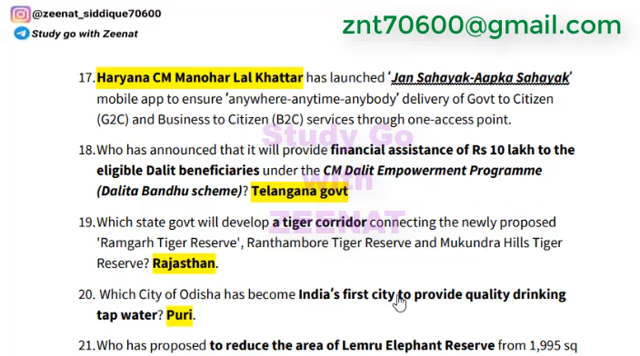 @zeenat_siddique70600
Study go with Zeenat
znt70600@gmail.com
17. Haryana CM Manohar Lal Khattar has launched 'Jan Sahayak-Aapka Sahayak'
mobile app to ensure 'anywhere-anytime-anybody' delivery of Govt to Citizen
(G2C) and Business to Citizen (B2C) services through one-access point.
Study Go
with
ZEENAT
18. Who has announced that it will provide financial assistance of Rs 10 lakh to the
eligible Dalit beneficiaries under the CM Dalit Empowerment Programme
(Dalita Bandhu scheme)? Telangana govt
19. Which state govt will develop a tiger corridor connecting the newly proposed
'Ramgarh Tiger Reserve', Ranthambore Tiger Reserve and Mukundra Hills Tiger
Reserve? Rajasthan.
20. Which City of Odisha has become India's first city to provide quality drinking
tap water? Puri.
21. Who has proposed to reduce the area of Lemru Elephant Reserve from 1,995 sq